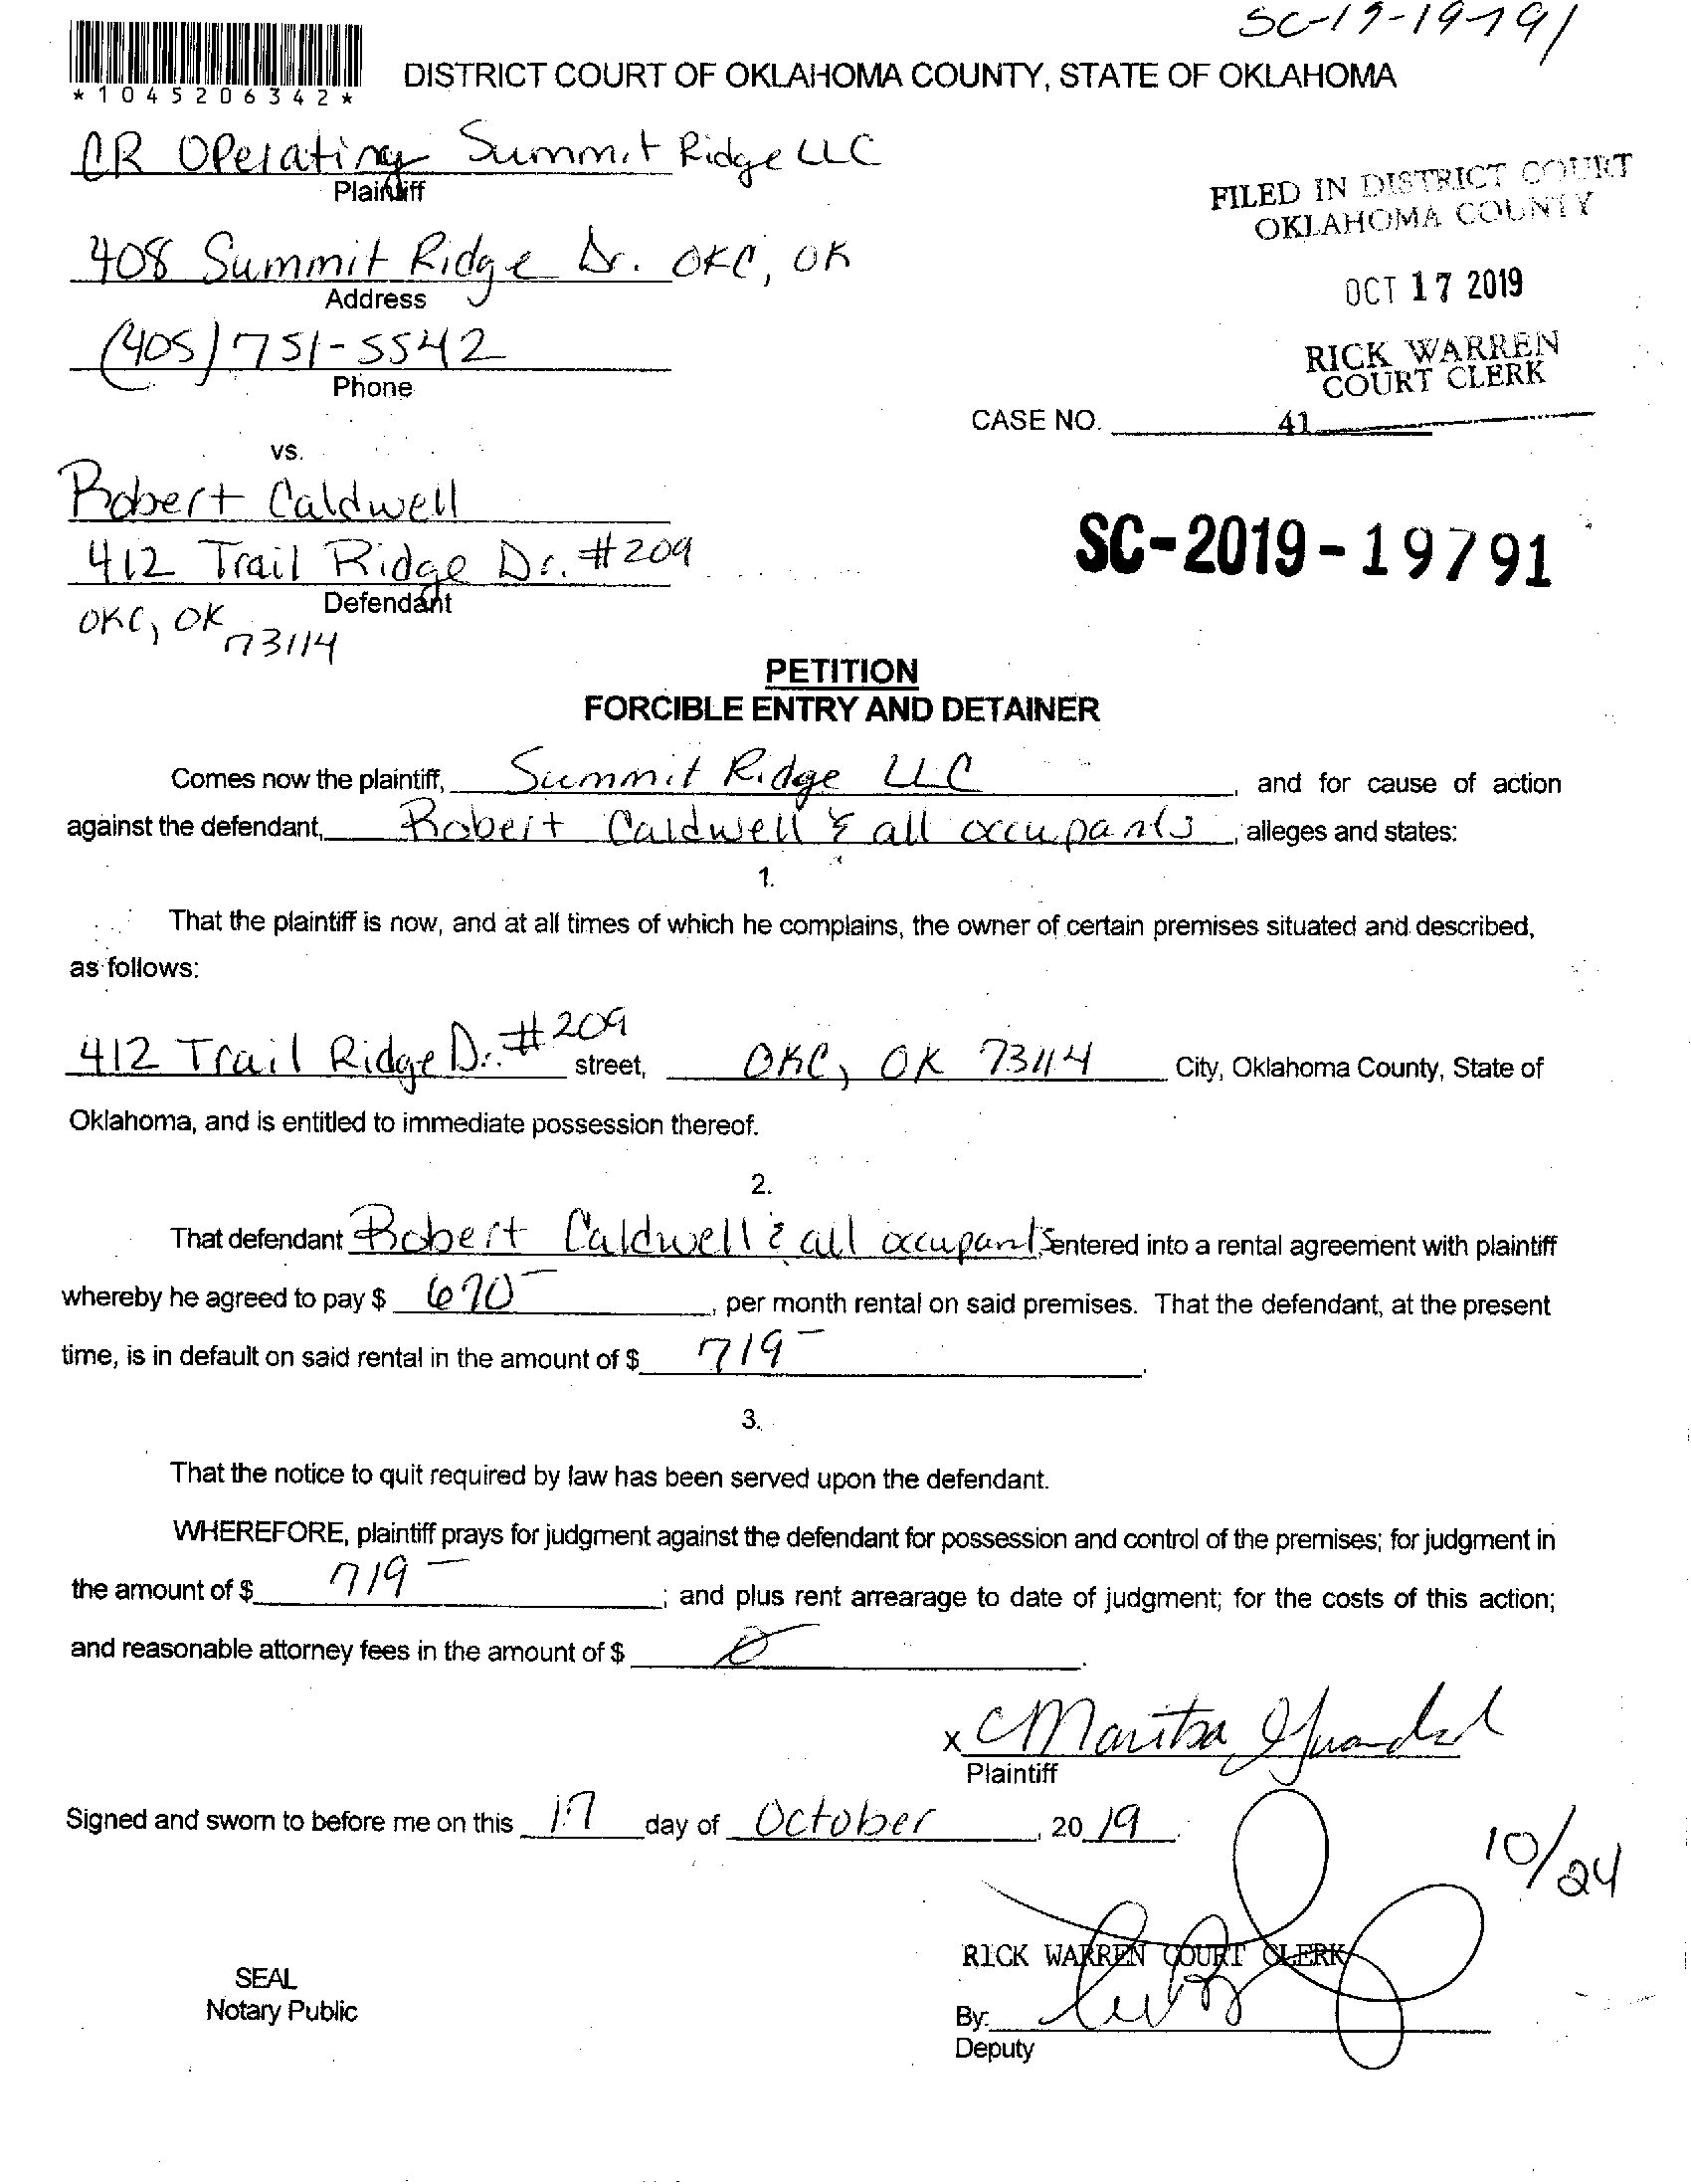 SC-19-19791
*1045206342*
DISTRICT COURT OF OKLAHOMA COUNTY, STATE OF OKLAHOMA
CR Operating Summit Ridge LLC
Plaintiff
FILED IN DISTRICT COURT
OKLAHOMA COUNTY
408 Summit Ridge Dr. OKC, OK
Address
OCT 17 2019
(405) 751-5542
Phone
RICK WARREN
COURT CLERK
CASE NO. 41
vs.
Robert Caldwell
412 Trail Ridge Dr. #209
Defendant
OKC, OK 73114
SC-2019-19791
PETITION
FORCIBLE ENTRY AND DETAINER
Comes now the plaintiff, Summit Ridge LLC, and for cause of action
against the defendant, Robert Caldwell & all occupants, alleges and states:
1.
That the plaintiff is now, and at all times of which he complains, the owner of certain premises situated and described,
as follows:
412 Trail Ridge Dr. #209 street, OKC, OK 73114 City, Oklahoma County, State of
Oklahoma, and is entitled to immediate possession thereof.
2.
That defendant Robert Caldwell & all occupants entered into a rental agreement with plaintiff
whereby he agreed to pay $ 670-, per month rental on said premises. That the defendant, at the present
time, is in default on said rental in the amount of $ 719-.
3.
That the notice to quit required by law has been served upon the defendant.
WHEREFORE, plaintiff prays for judgment against the defendant for possession and control of the premises; for judgment in
the amount of $ 719-; and plus rent arrearage to date of judgment; for the costs of this action;
and reasonable attorney fees in the amount of $ 0.
x Maritza
Plaintiff
Signed and sworn to before me on this 17 day of October, 2019.
10/24
RICK WARREN COURT CLERK
SEAL
Notary Public
By:
Deputy